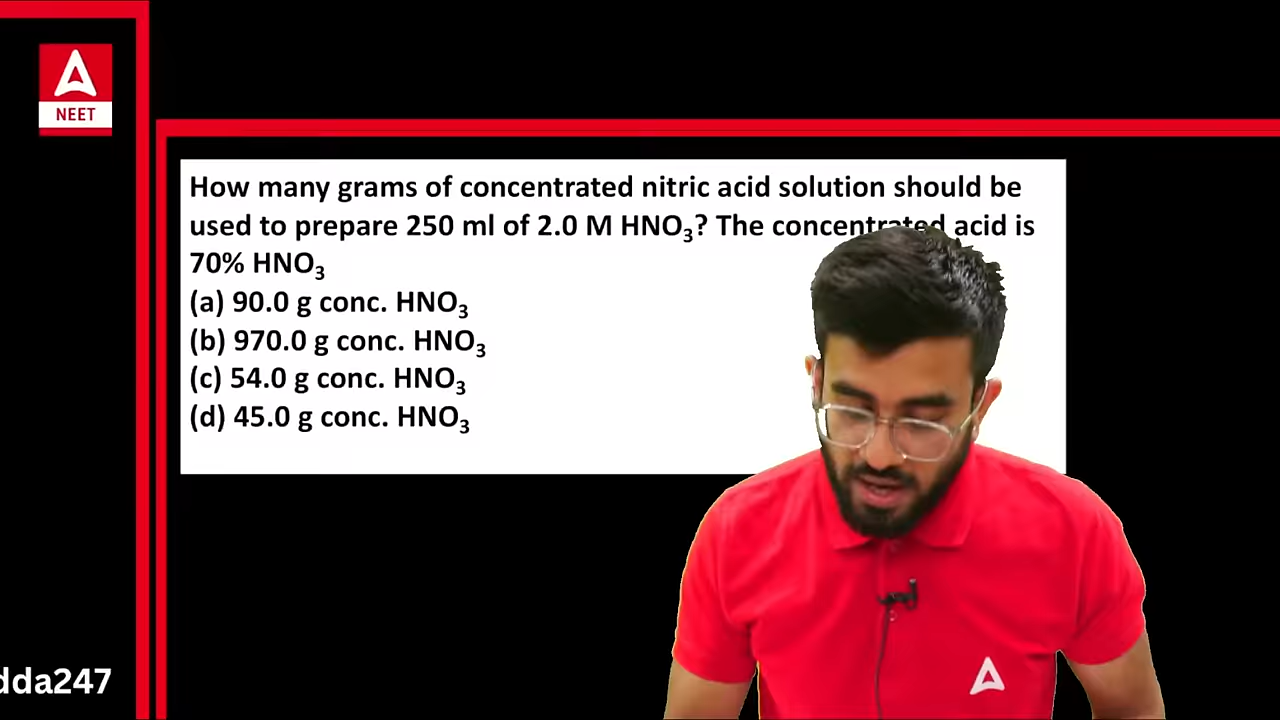 NEET
How many grams of concentrated nitric acid solution should be
used to prepare 250 ml of 2.0 M HNO₃? The concentrated acid is
70% HNO₃
(a) 90.0 g conc. HNO₃
(b) 970.0 g conc. HNO₃
(c) 54.0 g conc. HNO₃
(d) 45.0 g conc. HNO₃
dda247